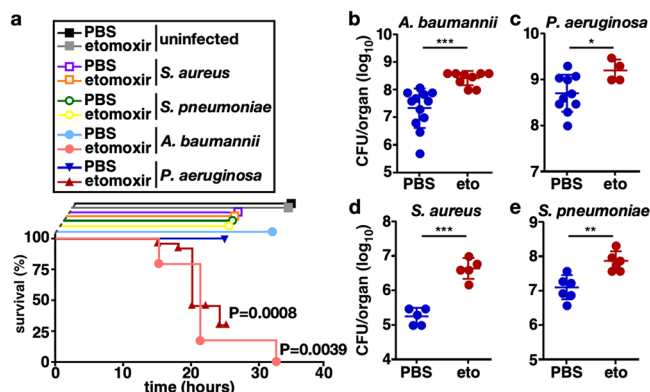 a
PBS
etomoxir
uninfected
PBS
etomoxir
S. aureus
PBS
etomoxir
S. pneumoniae
PBS
etomoxir
A. baumannii
PBS
etomoxir
P. aeruginosa
survival (%)
100
75
50
25
0
P=0.0008
P=0.0039
0 10 20 30 40
time (hours)
b
A. baumannii
CFU/organ (log10)
***
10
9
8
7
6
5
PBS eto
c
P. aeruginosa
*
11
9
7
PBS eto
d
S. aureus
CFU/organ (log10)
***
8
7
6
5
4
PBS eto
e
S. pneumoniae
**
9
8
7
6
5
PBS eto